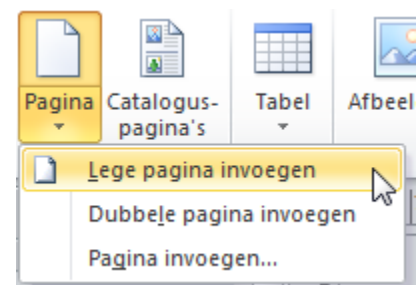 Pagina
Catalogus-
pagina's
Tabel
Afbeel
Lege pagina invoegen
Dubbele pagina invoegen
Pagina invoegen...